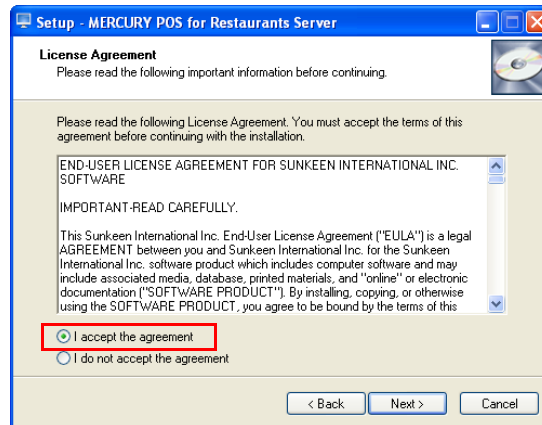 Setup - MERCURY POS for Restaurants Server
License Agreement
Please read the following important information before continuing.
Please read the following License Agreement. You must accept the terms of this
agreement before continuing with the installation.
END-USER LICENSE AGREEMENT FOR SUNKEEN INTERNATIONAL INC.
SOFTWARE
IMPORTANT-READ CAREFULLY.
This Sunkeen International Inc. End-User License Agreement ("EULA") is a legal
AGREEMENT between you and Sunkeen International Inc. for the Sunkeen
International Inc. software product which includes computer software and may
include associated media, database, printed materials, and "online" or electronic
documentation ("SOFTWARE PRODUCT"). By installing, copying, or otherwise
using the SOFTWARE PRODUCT, you agree to be bound by the terms of this
I accept the agreement
I do not accept the agreement
< Back
Next >
Cancel